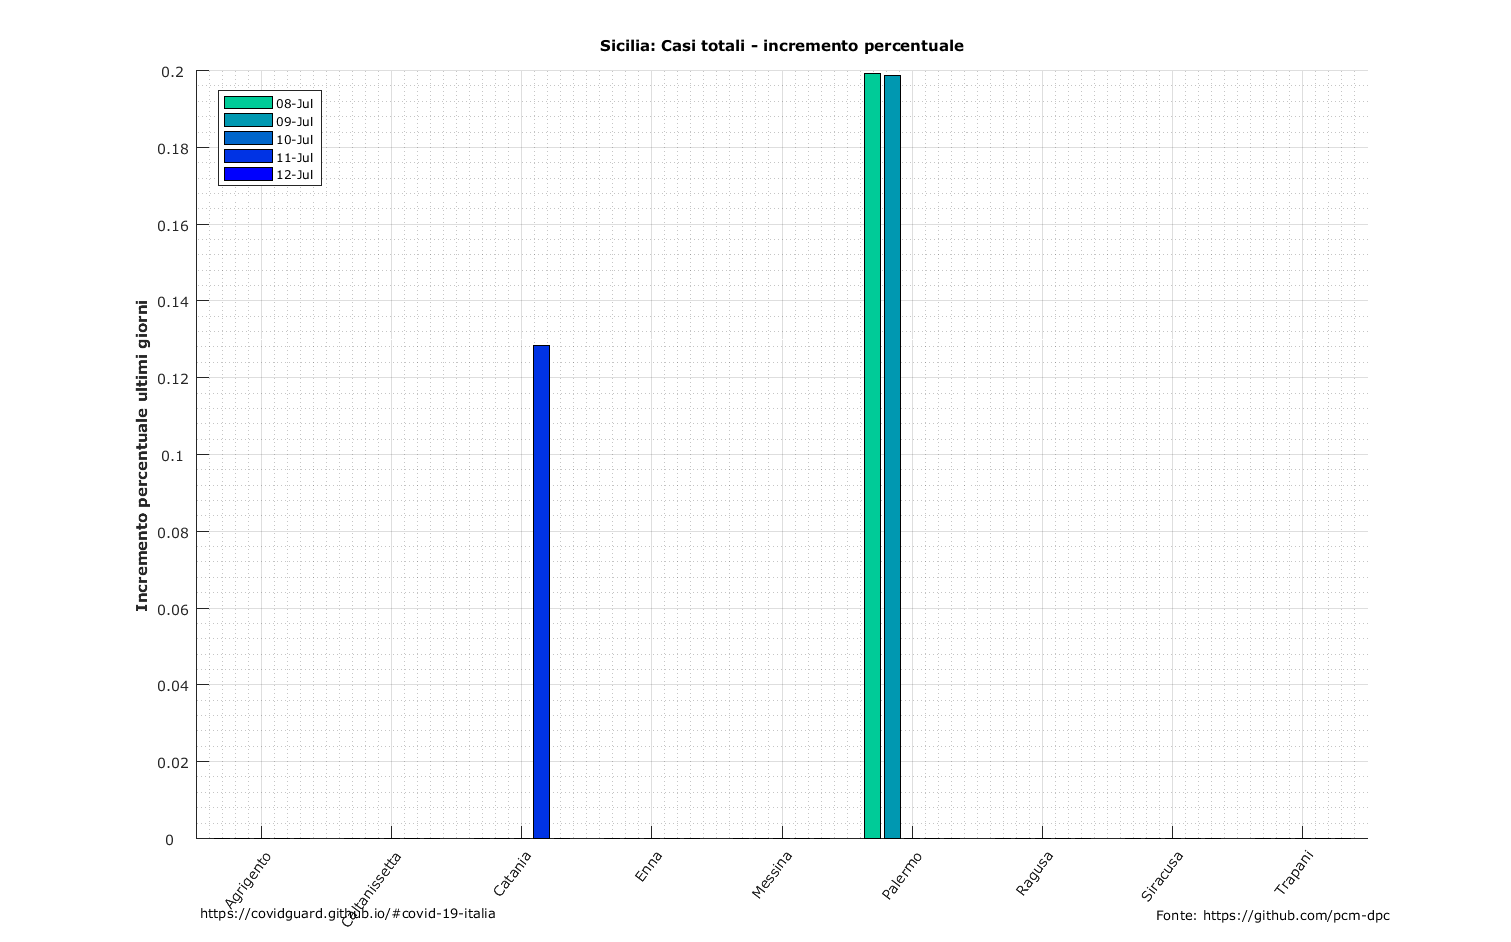 Sicilia: Casi totali - incremento percentuale
08-Jul
09-Jul
10-Jul
11-Jul
12-Jul
Incremento percentuale ultimi giorni
0.2
0.18
0.16
0.14
0.12
0.1
0.08
0.06
0.04
0.02
0
Agrigento
Caltanissetta
Catania
Enna
Messina
Palermo
Ragusa
Siracusa
Trapani
https://covidguard.github.io/#covid-19-italia
Fonte: https://github.com/pcm-dpc